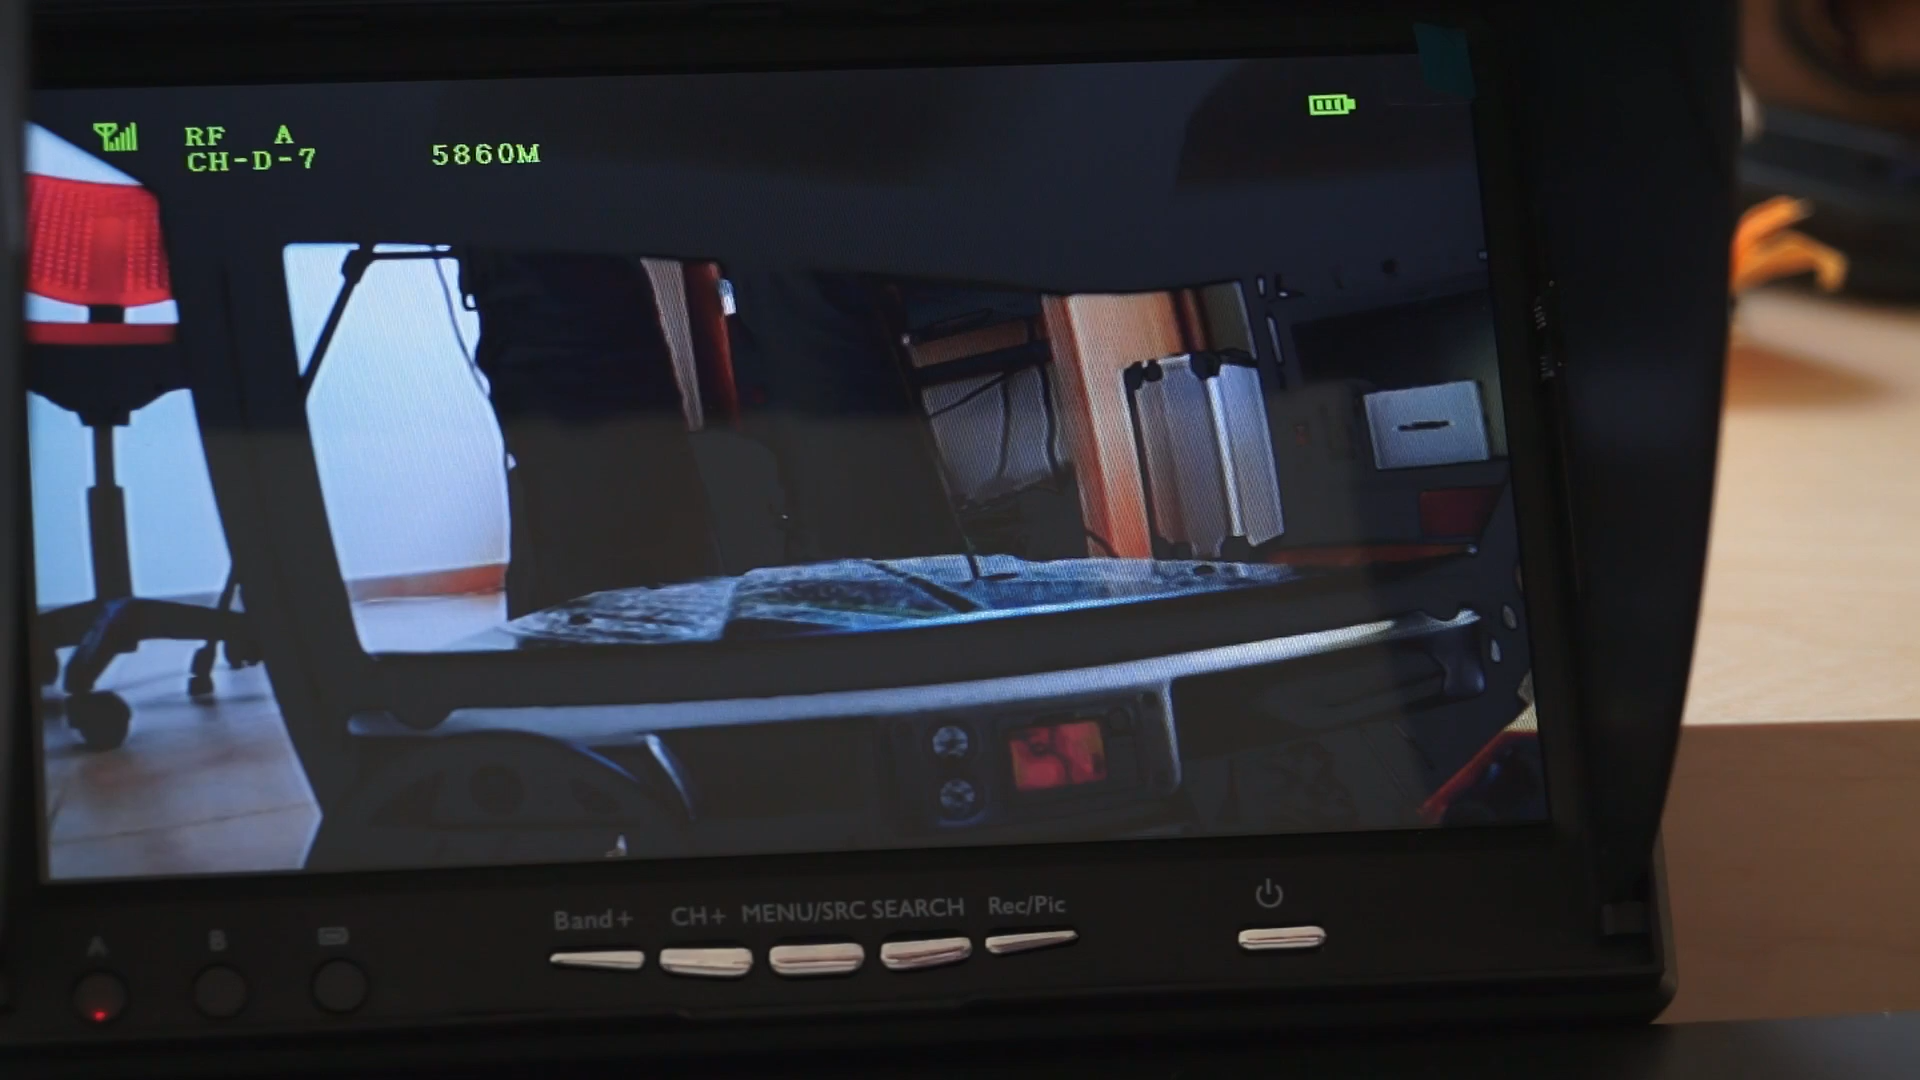 RF A
CH-D-7
5860M
A B
Band+ CH+ MENU/SRC SEARCH Rec/Pic